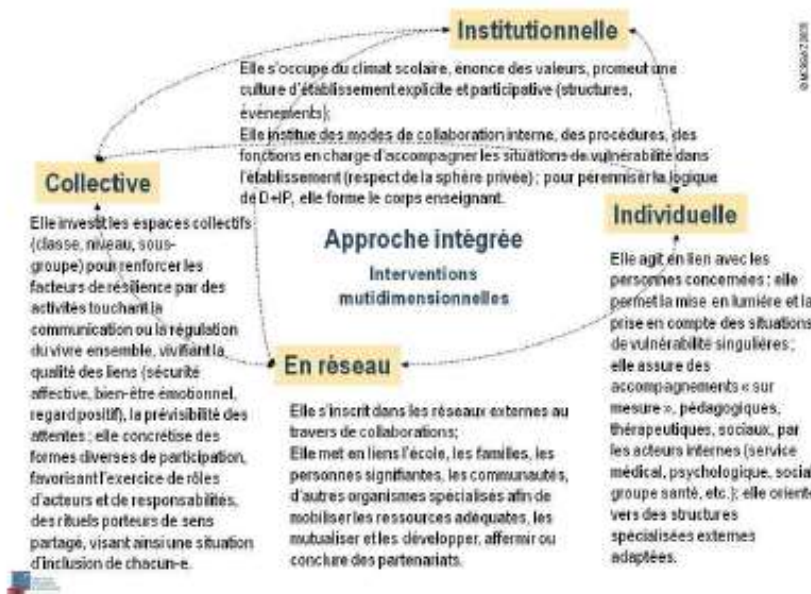 Institutionnelle
Elle s'occupe du climat scolaire, énonce des valeurs, promeut une
culture d'établissement explicite et participative (structures,
événements);
Elle institue des modes de collaboration interne, des procédures, des
fonctions en charge d'accompagner les situations de vulnérabilité dans
l'établissement (respect de la sphère privée) ; pour pérenniser la logique
de D+IP, elle forme le corps enseignant.
Collective
Elle investit les espaces collectifs
(classe, niveau, sous-
groupe) pour renforcer les
facteurs de résilience par des
activités touchant la
communication ou la régulation
du vivre ensemble, vivifiant la
qualité des liens (sécurité
affective, bien-être émotionnel,
regard positif), la prévisibilité des
attentes ; elle concrétise des
formes diverses de participation,
favorisant l'exercice de rôles
d'acteurs et de responsabilités,
des rituels porteurs de sens
partagé, visant ainsi une situation
d'inclusion de chacun-e.
Approche intégrée
Interventions
mutidimensionnelles
En réseau
Elle s'inscrit dans les réseaux externes au
travers de collaborations;
Elle met en liens l'école, les familles, les
personnes signifiantes, les communautés,
d'autres organismes spécialisés afin de
mobiliser les ressources adéquates, les
mutualiser et les développer, affermir ou
conclure des partenariats.
Individuelle
Elle agit en lien avec les
personnes concernées ; elle
permet la mise en lumière et la
prise en compte des situations
de vulnérabilité singulières ;
elle assure des
accompagnements « sur
mesure », pédagogiques,
thérapeutiques, sociaux, par
les acteurs internes (service
médical, psychologique, social
groupe santé, etc.); elle oriente
vers des structures
spécialisées externes
adaptées.